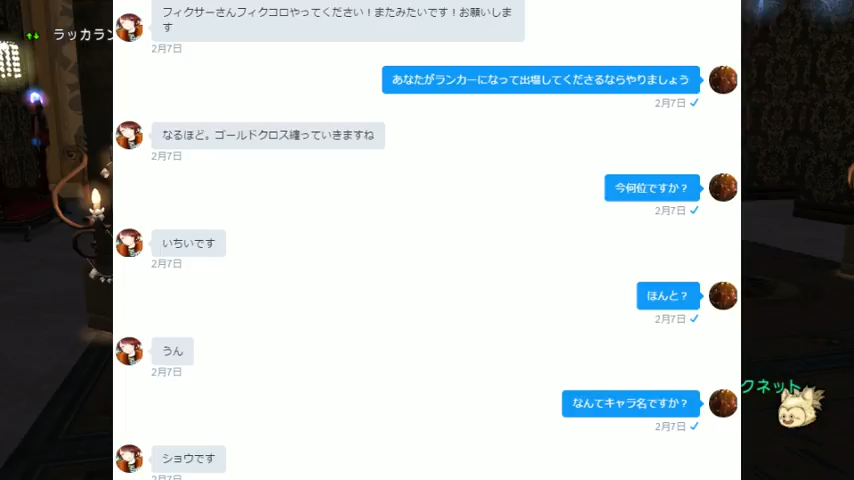 フィクサーさんフィクコロやってください!またみたいです!お願いしま
す
2月7日
ラッカラン
あなたがランカーになって出場してくださるならやりましょう
2月7日
なるほど。ゴールドクロス纏っていきますね
2月7日
今何位ですか?
2月7日
いちいです
2月7日
ほんと?
2月7日
うん
2月7日
クネット
なんてキャラ名ですか?
2月7日
ショウです
2月7日